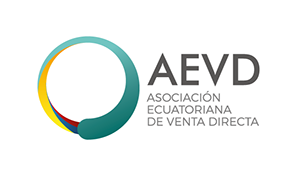 AEVD
ASOCIACIÓN
ECUATORIANA
DE VENTA DIRECTA